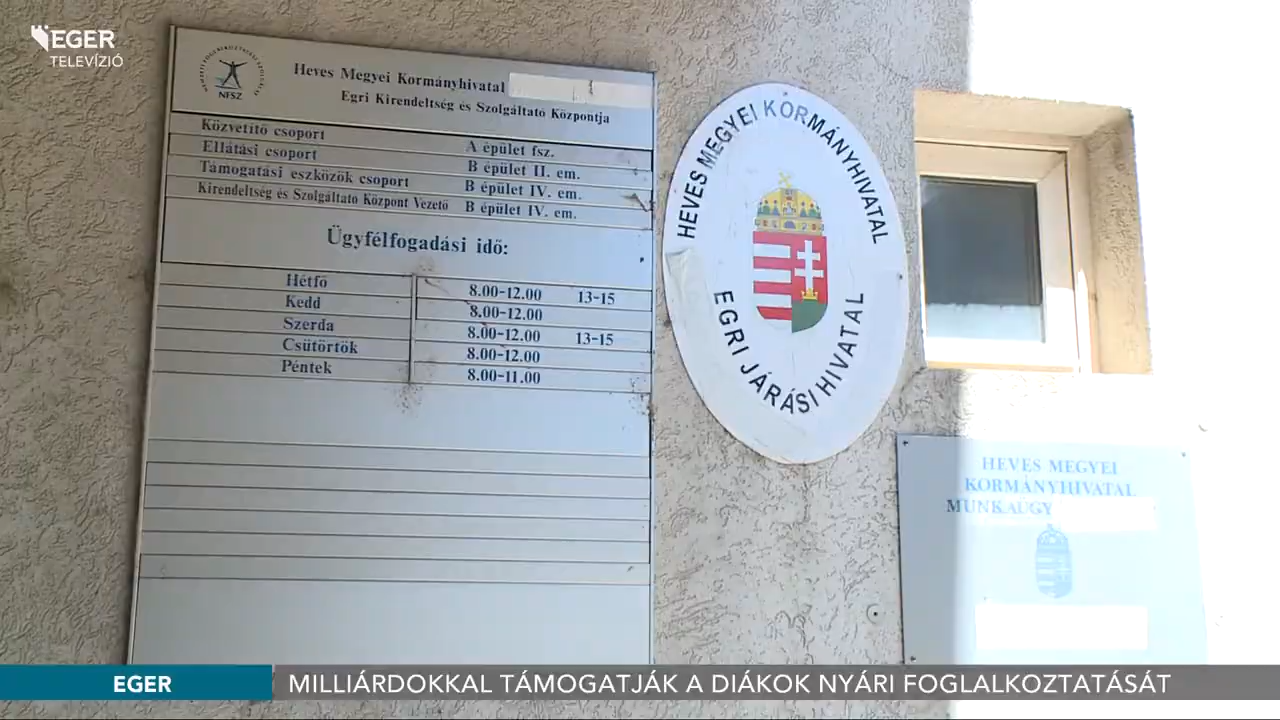 EGER
TELEVÍZIÓ
NFSZ
Heves Megyei Kormányhivatal
Egri Kirendeltség és Szolgáltató Központja
Közvetítő csoport A épület fsz.
Ellátási csoport B épület II. em.
Támogatási eszközök csoport B épület IV. em.
Kirendeltség és Szolgáltató Központ Vezető B épület IV. em.
Ügyfélfogadási idő:
Hétfő 8.00-12.00 13-15
Kedd 8.00-12.00
Szerda 8.00-12.00 13-15
Csütörtök 8.00-12.00
Péntek 8.00-11.00
HEVES MEGYEI KORMÁNYHIVATAL
EGRI JÁRÁSI HIVATAL
HEVES MEGYEI
KORMÁNYHIVATAL
MUNKAÜGY
EGER
MILLIÁRDOKKAL TÁMOGATJÁK A DIÁKOK NYÁRI FOGLALKOZTATÁSÁT